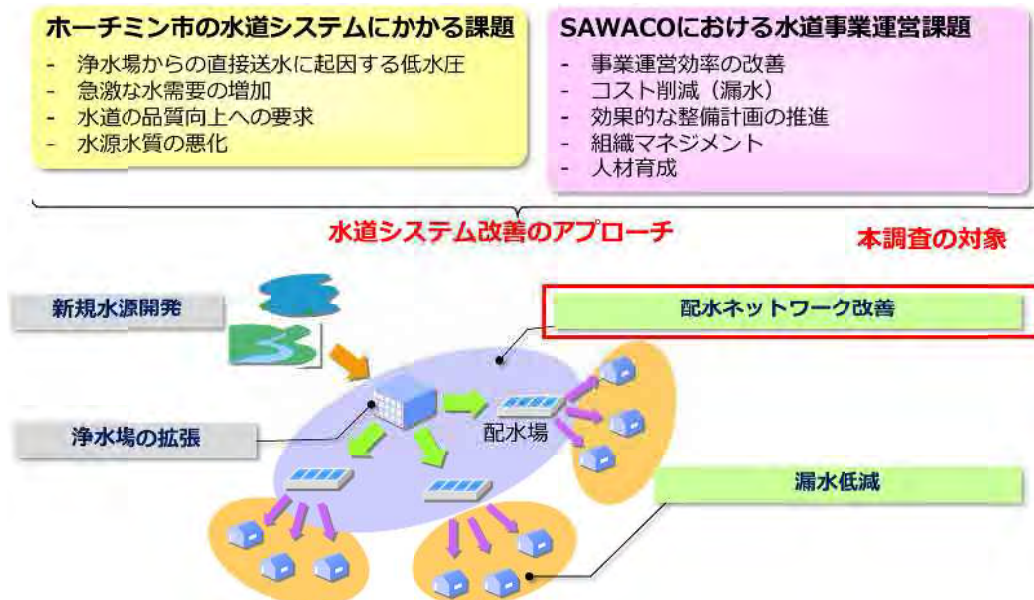 ホーチミン市の水道システムにかかる課題
- 浄水場からの直接送水に起因する低水圧
- 急激な水需要の増加
- 水道の品質向上への要求
- 水源水質の悪化
SAWACOにおける水道事業運営課題
- 事業運営効率の改善
- コスト削減（漏水）
- 効果的な整備計画の推進
- 組織マネジメント
- 人材育成
水道システム改善のアプローチ
本調査の対象
新規水源開発
配水ネットワーク改善
浄水場の拡張
配水場
漏水低減